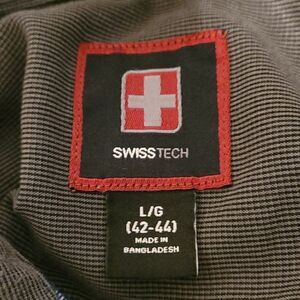 SWISSTECH
L/G
(42-44)
MADE IN
BANGLADESH